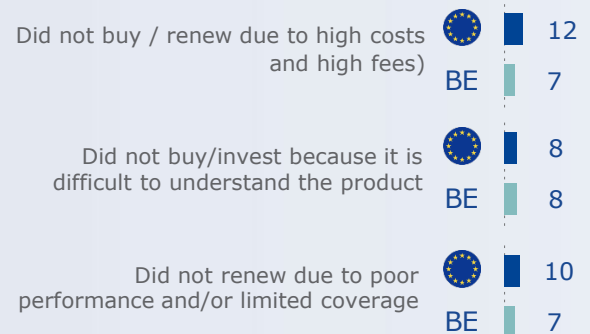 Did not buy / renew due to high costs
and high fees)
12
BE 7
Did not buy/invest because it is
difficult to understand the product
8
BE 8
Did not renew due to poor
performance and/or limited coverage
10
BE 7